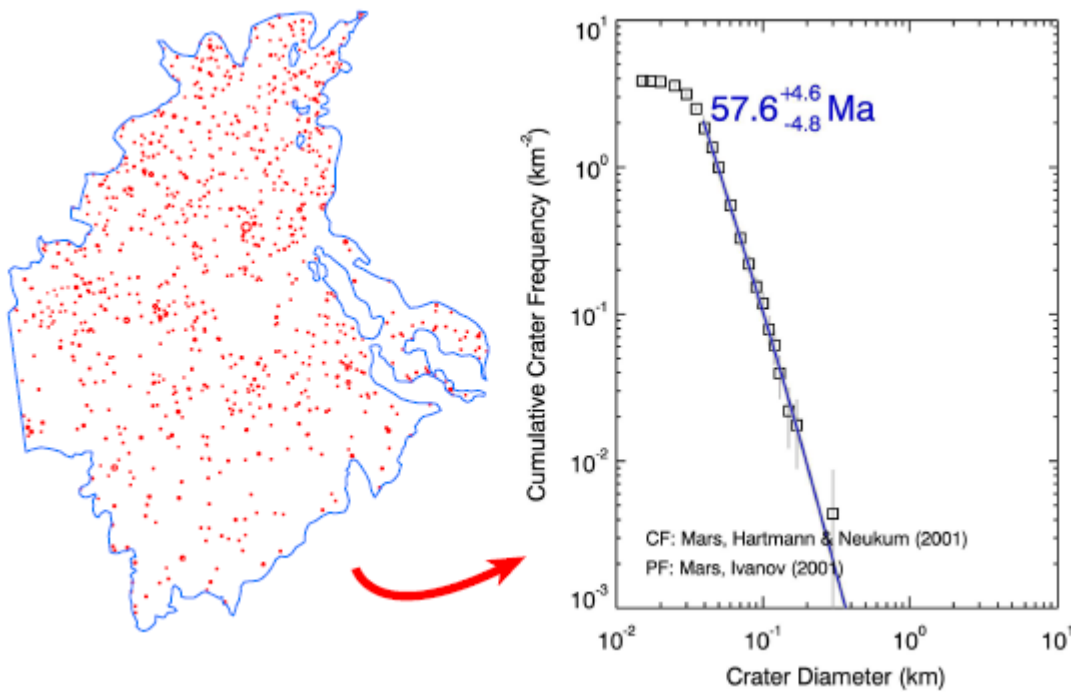 Cumulative Crater Frequency (km⁻²)
10¹
10⁰
10⁻¹
10⁻²
10⁻³
57.6 +4.6 -4.8 Ma
CF: Mars, Hartmann & Neukum (2001)
PF: Mars, Ivanov (2001)
10⁻² 10⁻¹ 10⁰ 10¹
Crater Diameter (km)